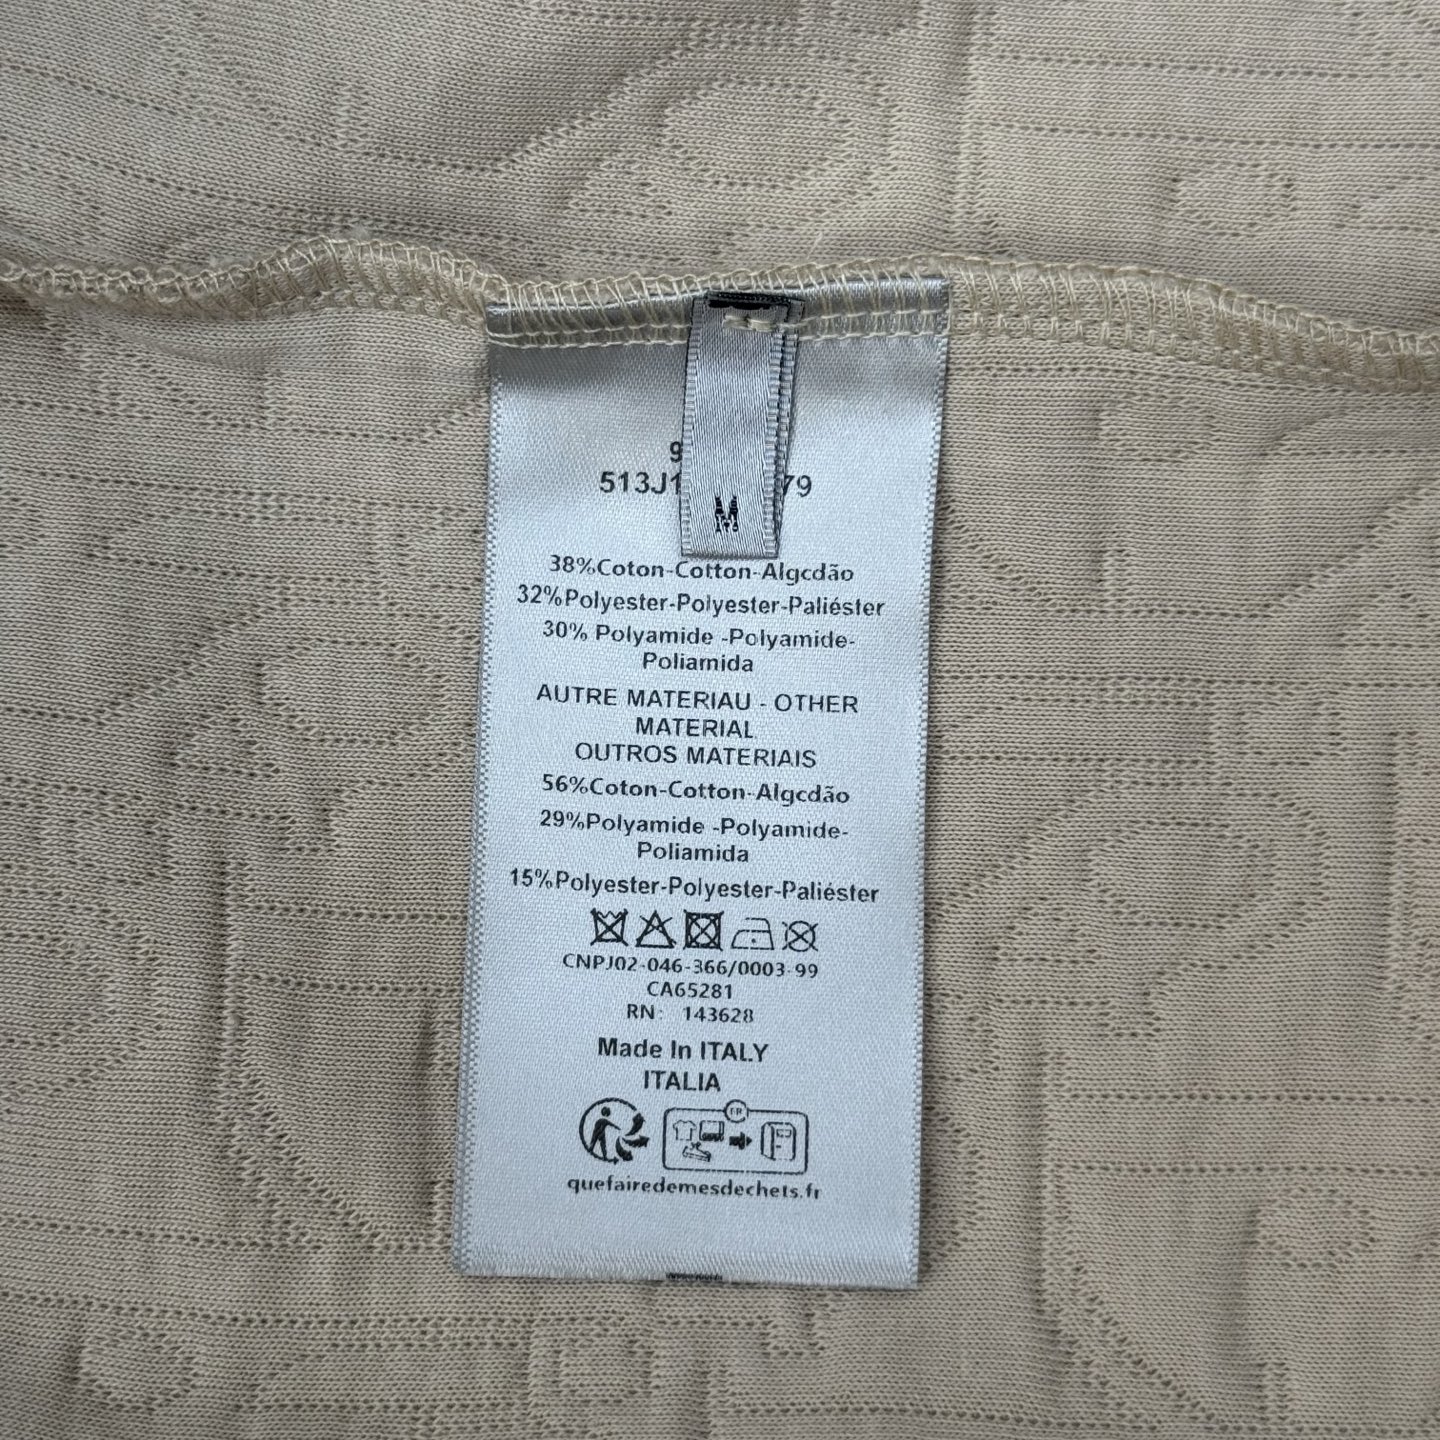 M
38%Coton-Cotton-Algcdão
32%Polyester-Polyester-Paliéster
30% Polyamide -Polyamide-
Poliamida
AUTRE MATERIAU - OTHER
MATERIAL
OUTROS MATERIAIS
56%Coton-Cotton-Algcdão
29%Polyamide -Polyamide-
Poliamida
15%Polyester-Polyester-Paliéster
CNPJ02-046-366/0003-99
CA65281
RN: 143628
Made In ITALY
ITALIA
FR
quefairedemesdechets.fr